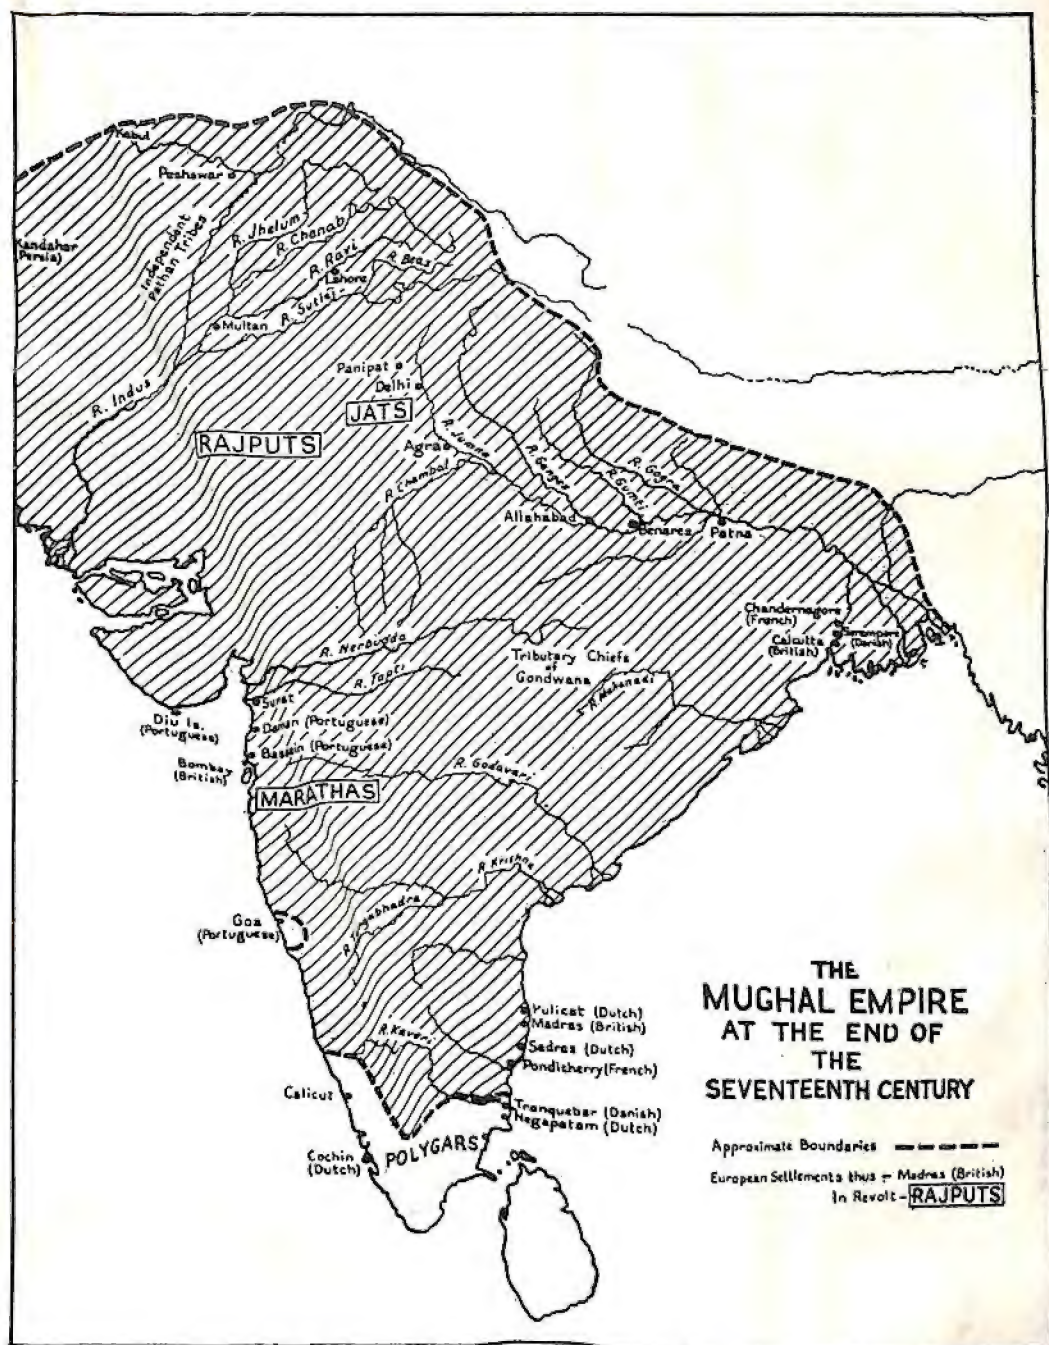 Kabul
Peshawar
Kandahar
(Persia)
Independent
Pathan Tribes
R. Jhelum
R. Chenab
R. Ravi
Lahore
R. Beas
R. Sutlej
Multan
R. Indus
Panipat
Delhi
JATS
RAJPUTS
Agra
R. Jumna
R. Chambal
R. Ganges
R. Gumti
R. Gogra
Allahabad
Benares
Patna
Chandernagore
(French)
Calcutta
(British)
Serampore
(Danish)
R. Nerbudda
R. Tapti
Tributary Chiefs
of
Gondwana
R. Mahanadi
Surat
Diu Is.
(Portuguese)
Daman (Portuguese)
Bassein (Portuguese)
Bombay
(British)
R. Godavari
MARATHAS
R. Krishna
R. Tungabhadra
Goa
(Portuguese)
THE
MUGHAL EMPIRE
AT THE END OF
THE
SEVENTEENTH CENTURY
Pulicat (Dutch)
Madras (British)
R. Kaveri
Sadras (Dutch)
Pondicherry (French)
Calicut
Tranquebar (Danish)
Negapatam (Dutch)
POLYGARS
Cochin
(Dutch)
Approximate Boundaries
European Settlements thus - Madras (British)
In Revolt - RAJPUTS